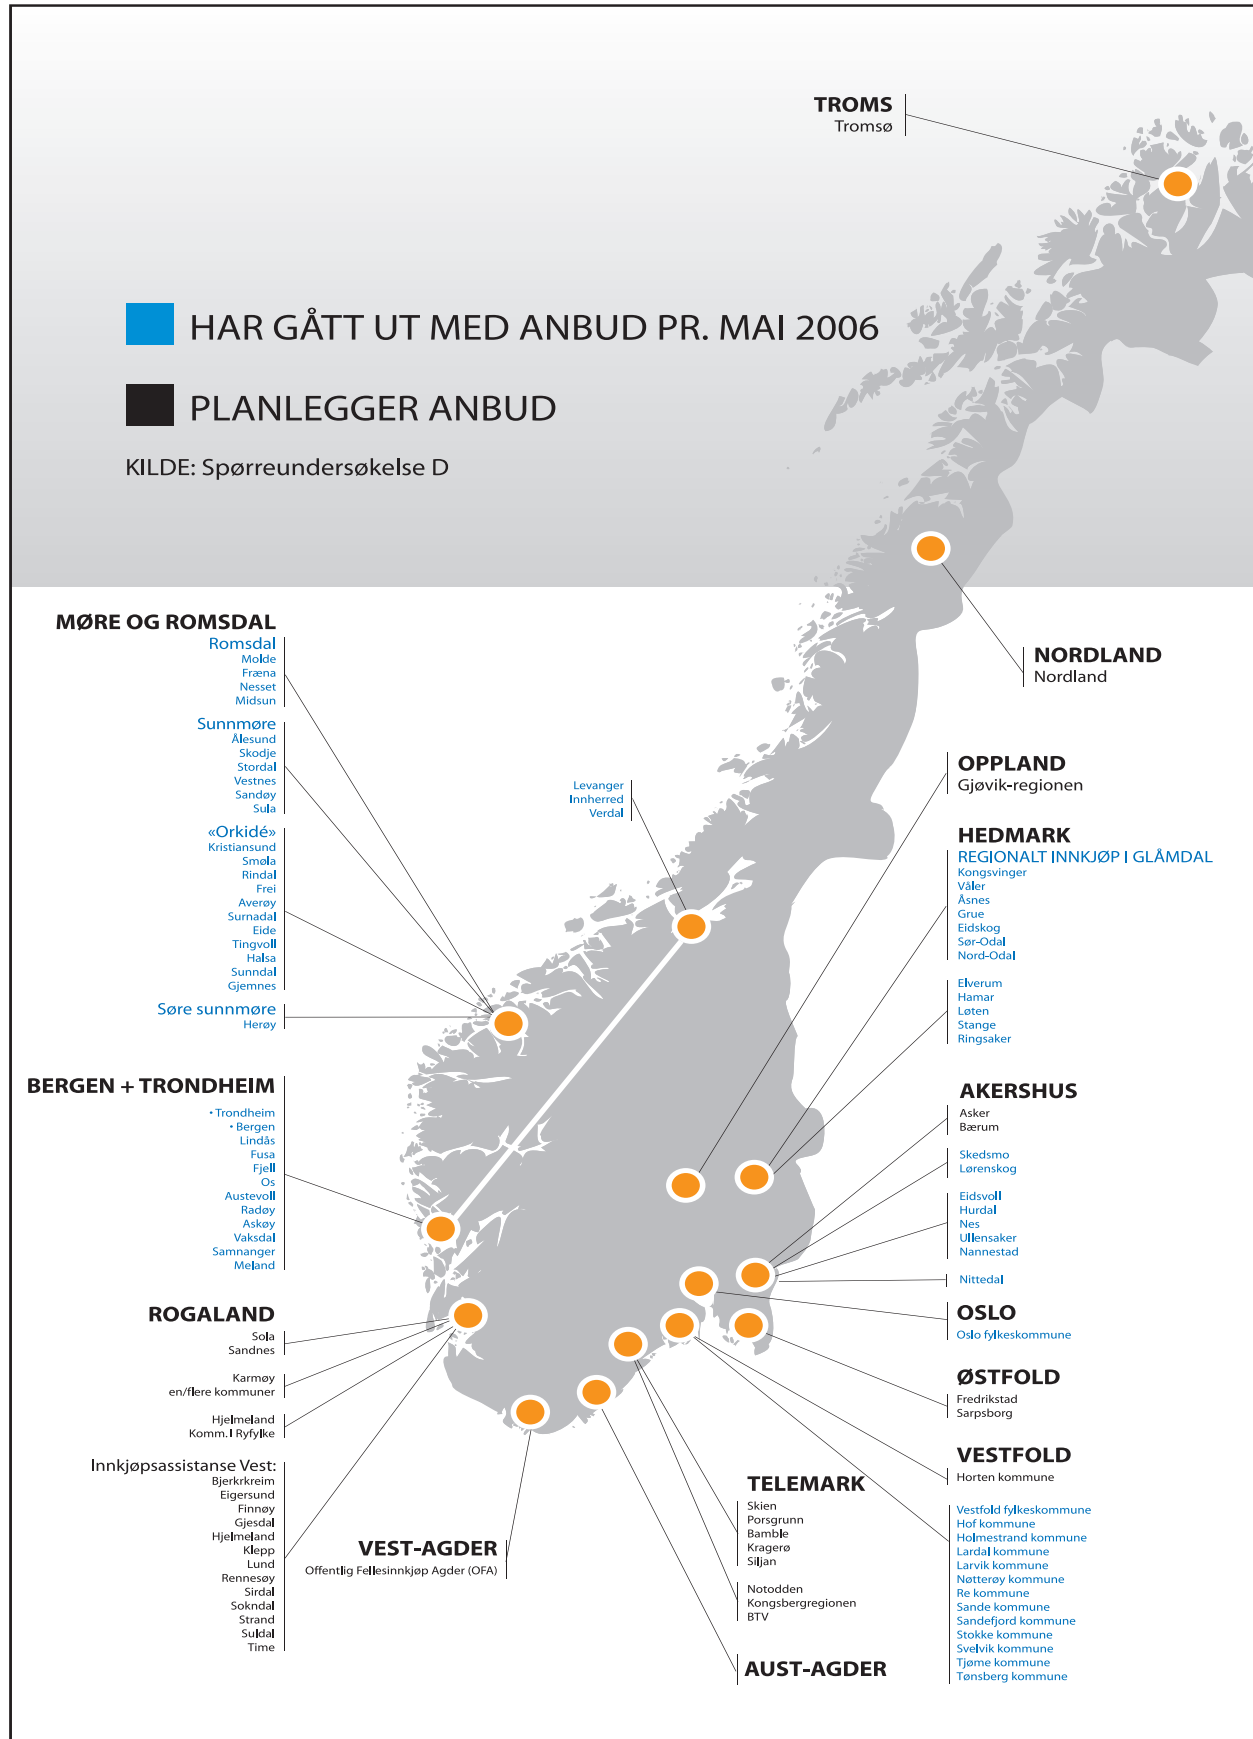 TROMS
Tromsø
HAR GÅTT UT MED ANBUD PR. MAI 2006
PLANLEGGER ANBUD
KILDE: Spørreundersøkelse D
MØRE OG ROMSDAL
Romsdal
Molde
Fræna
Nesset
Midsun
Sunnmøre
Ålesund
Skodje
Stordal
Vestnes
Sandøy
Sula
«Orkidé»
Kristiansund
Smøla
Rindal
Frei
Averøy
Surnadal
Eide
Tingvoll
Halsa
Sunndal
Gjemnes
Søre sunnmøre
Herøy
BERGEN + TRONDHEIM
• Trondheim
• Bergen
Lindås
Fusa
Fjell
Os
Austevoll
Radøy
Askøy
Vaksdal
Samnanger
Meland
ROGALAND
Sola
Sandnes
Karmøy
en/flere kommuner
Hjelmeland
Komm. I Ryfylke
Innkjøpsassistanse Vest:
Bjerkrkreim
Eigersund
Finnøy
Gjesdal
Hjelmeland
Klepp
Lund
Rennesøy
Sirdal
Sokndal
Strand
Suldal
Time
Levanger
Innherred
Verdal
VEST-AGDER
Offentlig Fellesinnkjøp Agder (OFA)
TELEMARK
Skien
Porsgrunn
Bamble
Kragerø
Siljan
Notodden
Kongsbergregionen
BTV
AUST-AGDER
NORDLAND
Nordland
OPPLAND
Gjøvik-regionen
HEDMARK
REGIONALT INNKJØP I GLÅMDAL
Kongsvinger
Våler
Åsnes
Grue
Eidskog
Sør-Odal
Nord-Odal
Elverum
Hamar
Løten
Stange
Ringsaker
AKERSHUS
Asker
Bærum
Skedsmo
Lørenskog
Eidsvoll
Hurdal
Nes
Ullensaker
Nannestad
Nittedal
OSLO
Oslo fylkeskommune
ØSTFOLD
Fredrikstad
Sarpsborg
VESTFOLD
Horten kommune
Vestfold fylkeskommune
Hof kommune
Holmestrand kommune
Lardal kommune
Larvik kommune
Nøtterøy kommune
Re kommune
Sande kommune
Sandefjord kommune
Stokke kommune
Svelvik kommune
Tjøme kommune
Tønsberg kommune